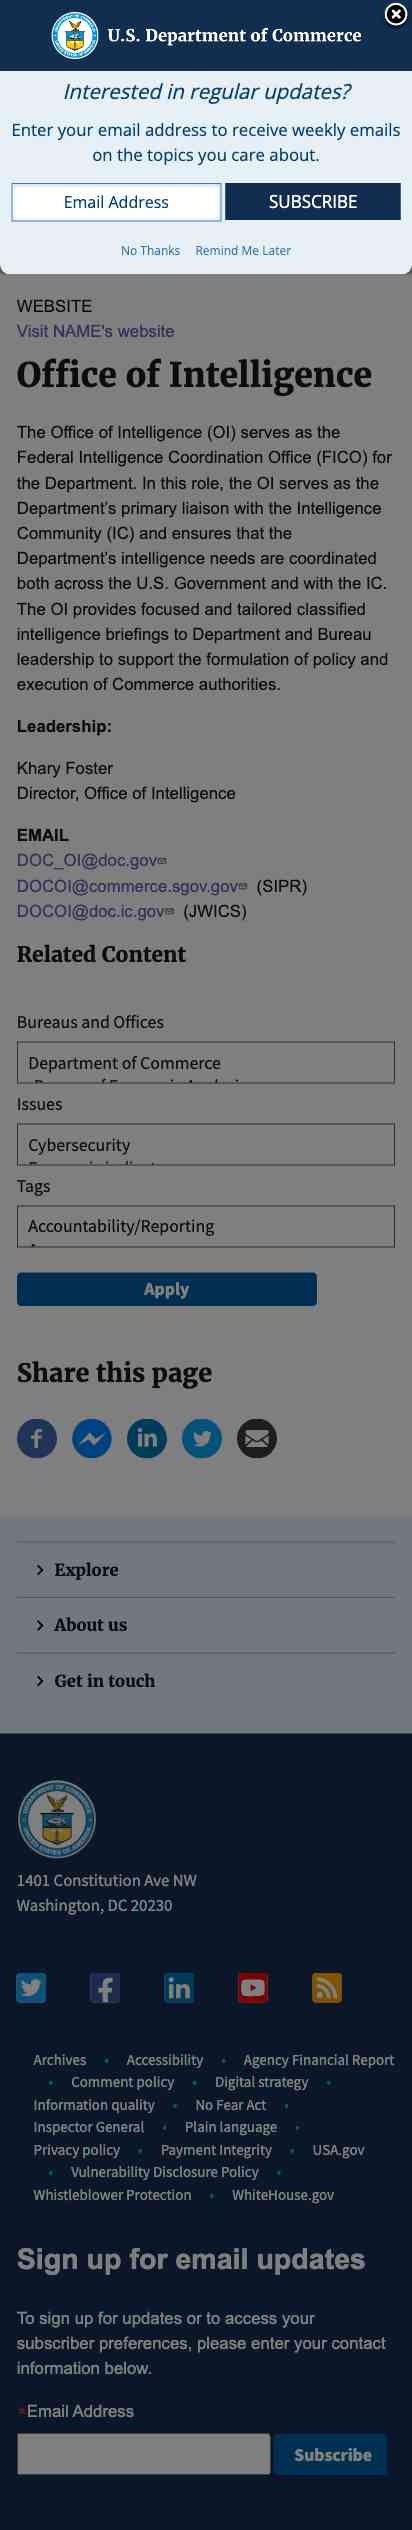 U.S. Department of Commerce
Interested in regular updates?
Enter your email address to receive weekly emails
on the topics you care about.
Email Address
SUBSCRIBE
No Thanks
Remind Me Later
WEBSITE
Visit NAME's website
Office of Intelligence
The Office of Intelligence (OI) serves as the
Federal Intelligence Coordination Office (FICO) for
the Department. In this role, the OI serves as the
Department's primary liaison with the Intelligence
Community (IC) and ensures that the
Department's intelligence needs are coordinated
both across the U.S. Government and with the IC.
The OI provides focused and tailored classified
intelligence briefings to Department and Bureau
leadership to support the formulation of policy and
execution of Commerce authorities.
Leadership:
Khary Foster
Director, Office of Intelligence
EMAIL
DOC_OI@doc.gov
DOCOI@commerce.sgov.gov (SIPR)
DOCOI@doc.ic.gov (JWICS)
Related Content
Bureaus and Offices
Department of Commerce
Issues
Cybersecurity
Tags
Accountability/Reporting
Apply
Share this page
Explore
About us
Get in touch
1401 Constitution Ave NW
Washington, DC 20230
Archives • Accessibility • Agency Financial Report
• Comment policy • Digital strategy •
Information quality • No Fear Act •
Inspector General • Plain language •
Privacy policy • Payment Integrity • USA.gov
• Vulnerability Disclosure Policy •
Whistleblower Protection • WhiteHouse.gov
Sign up for email updates
To sign up for updates or to access your
subscriber preferences, please enter your contact
information below.
*Email Address
Subscribe